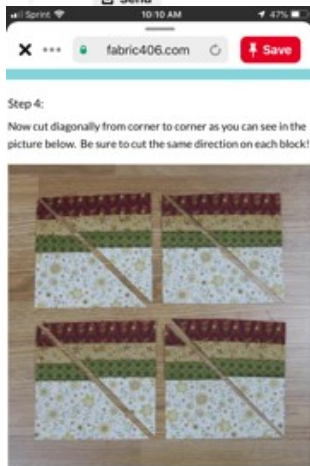 Send
Sprint 10:10 AM 47%
fabric406.com Save
Step 4:
Now cut diagonally from corner to corner as you can see in the
picture below. Be sure to cut the same direction on each block!